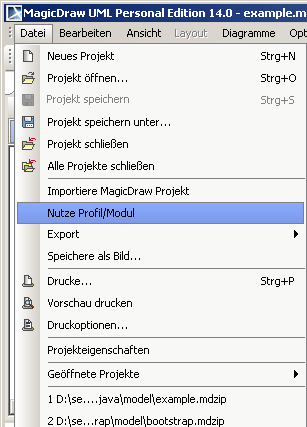 MagicDraw UML Personal Edition 14.0 - example.m
Datei Bearbeiten Ansicht Layout Diagramme Op
Neues Projekt Strg+N
Projekt öffnen... Strg+O
Projekt speichern Strg+S
Projekt speichern unter...
Projekt schließen
Alle Projekte schließen
Importiere MagicDraw Projekt
Nutze Profil/Modul
Export
Speichere als Bild...
Drucke... Strg+P
Vorschau drucken
Druckoptionen...
Projekteigenschaften
Geöffnete Projekte
1 D:\se....java\model\example.mdzip
2 D:\se....rap\model\bootstrap.mdzip